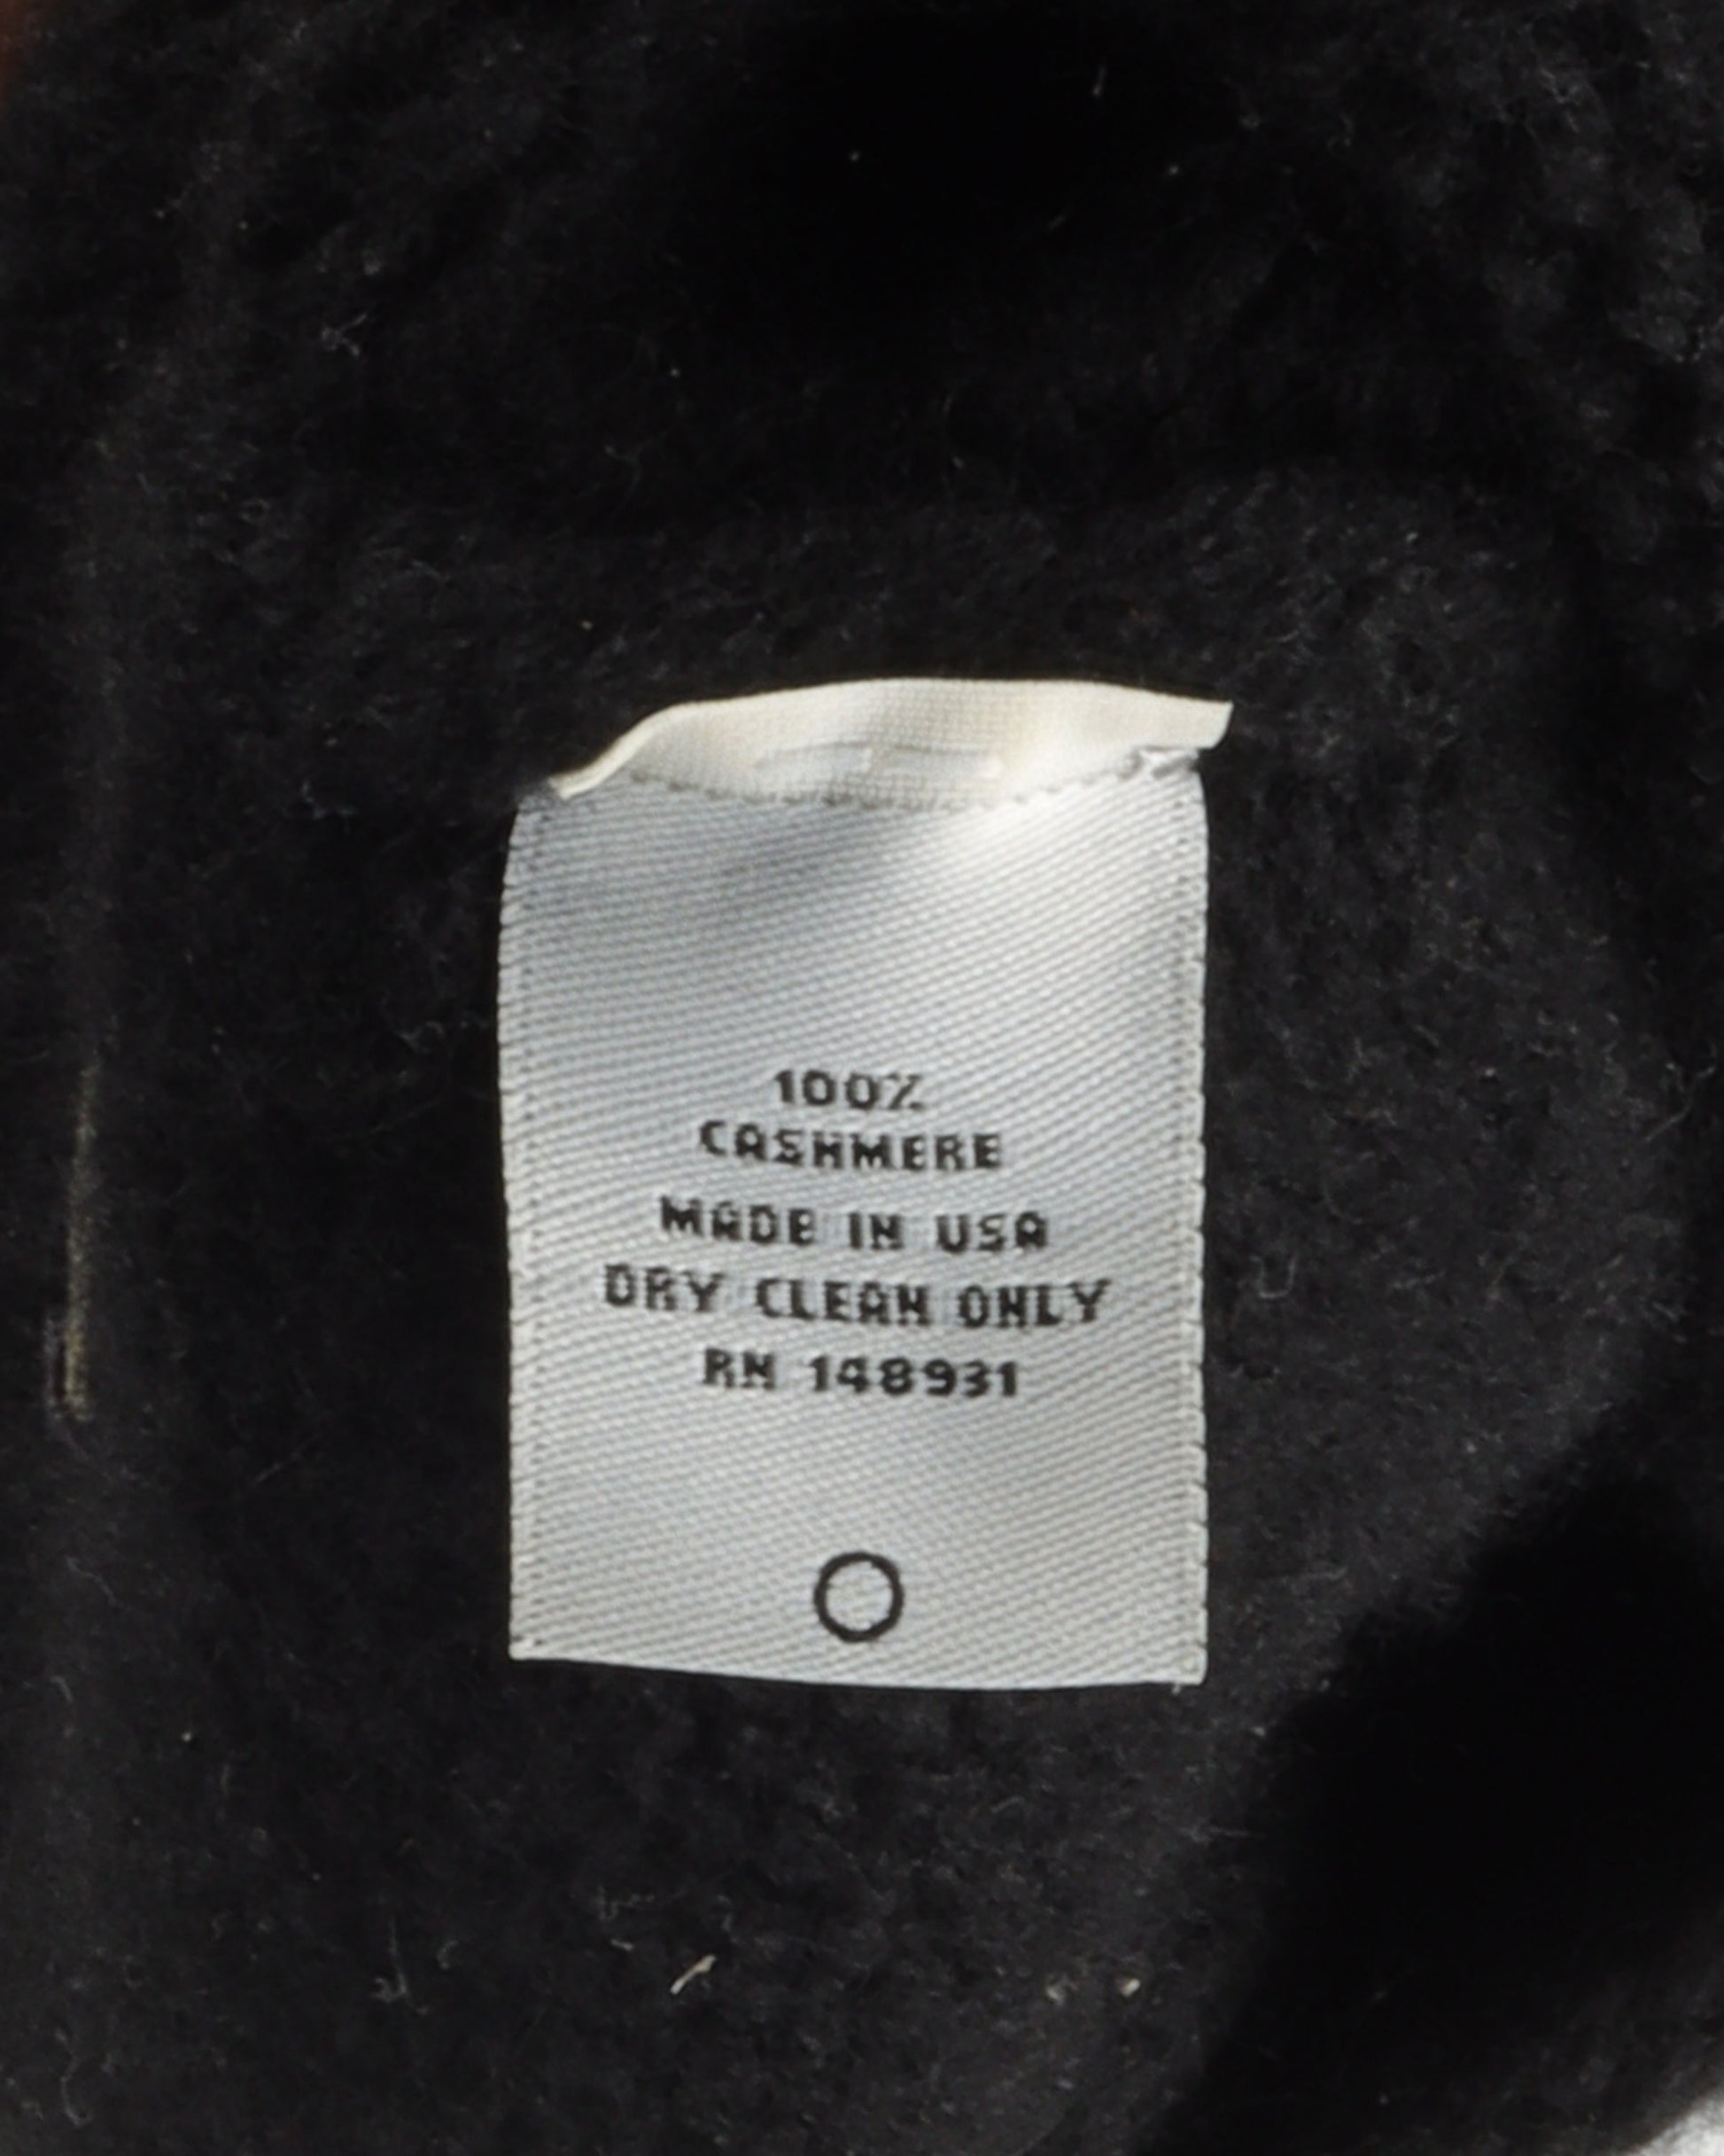 100%
CASHMERE
MADE IN USA
DRY CLEAN ONLY
RN 148931